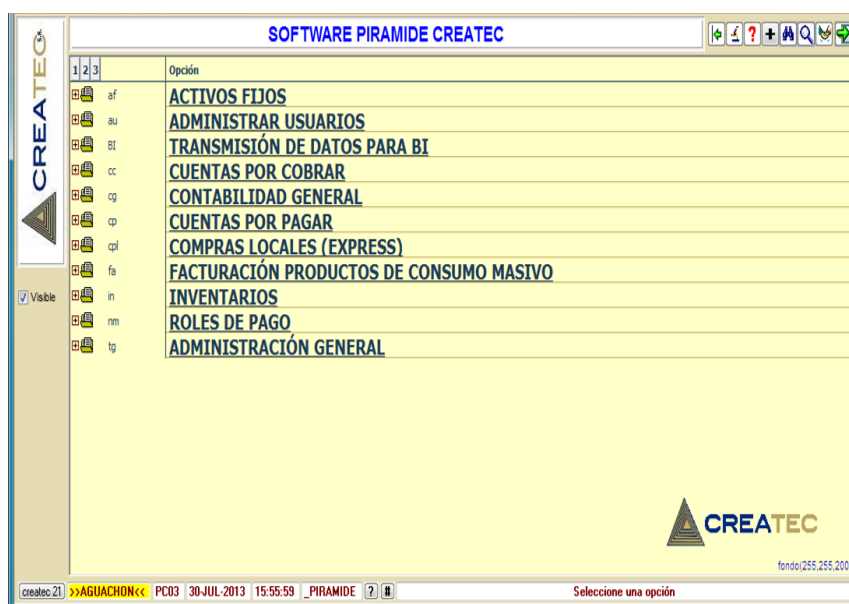 SOFTWARE PIRAMIDE CREATEC
CREATEC S.A.
1 2 3 Opción
af ACTIVOS FIJOS
au ADMINISTRAR USUARIOS
BI TRANSMISIÓN DE DATOS PARA BI
cc CUENTAS POR COBRAR
cg CONTABILIDAD GENERAL
cp CUENTAS POR PAGAR
cpl COMPRAS LOCALES (EXPRESS)
fa FACTURACIÓN PRODUCTOS DE CONSUMO MASIVO
in INVENTARIOS
nm ROLES DE PAGO
tg ADMINISTRACIÓN GENERAL
Visible
CREATEC
fondo(255,255,200
createc 21 >>AGUACHON<< PC03 30-JUL-2013 15:55:59 _PIRAMIDE ? # Seleccione una opción